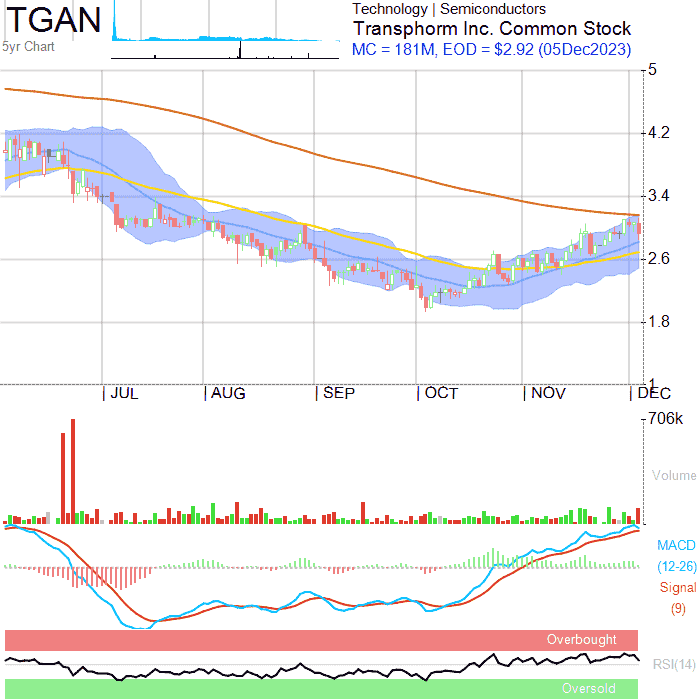 TGAN
5yr Chart
Technology | Semiconductors
Transphorm Inc. Common Stock
MC = 181M, EOD = $2.92 (05Dec2023)
5
4.2
3.4
2.6
1.8
1
JUL AUG SEP OCT NOV DEC
706k
Volume
MACD
(12-26)
Signal
(9)
Overbought
RSI(14)
Oversold